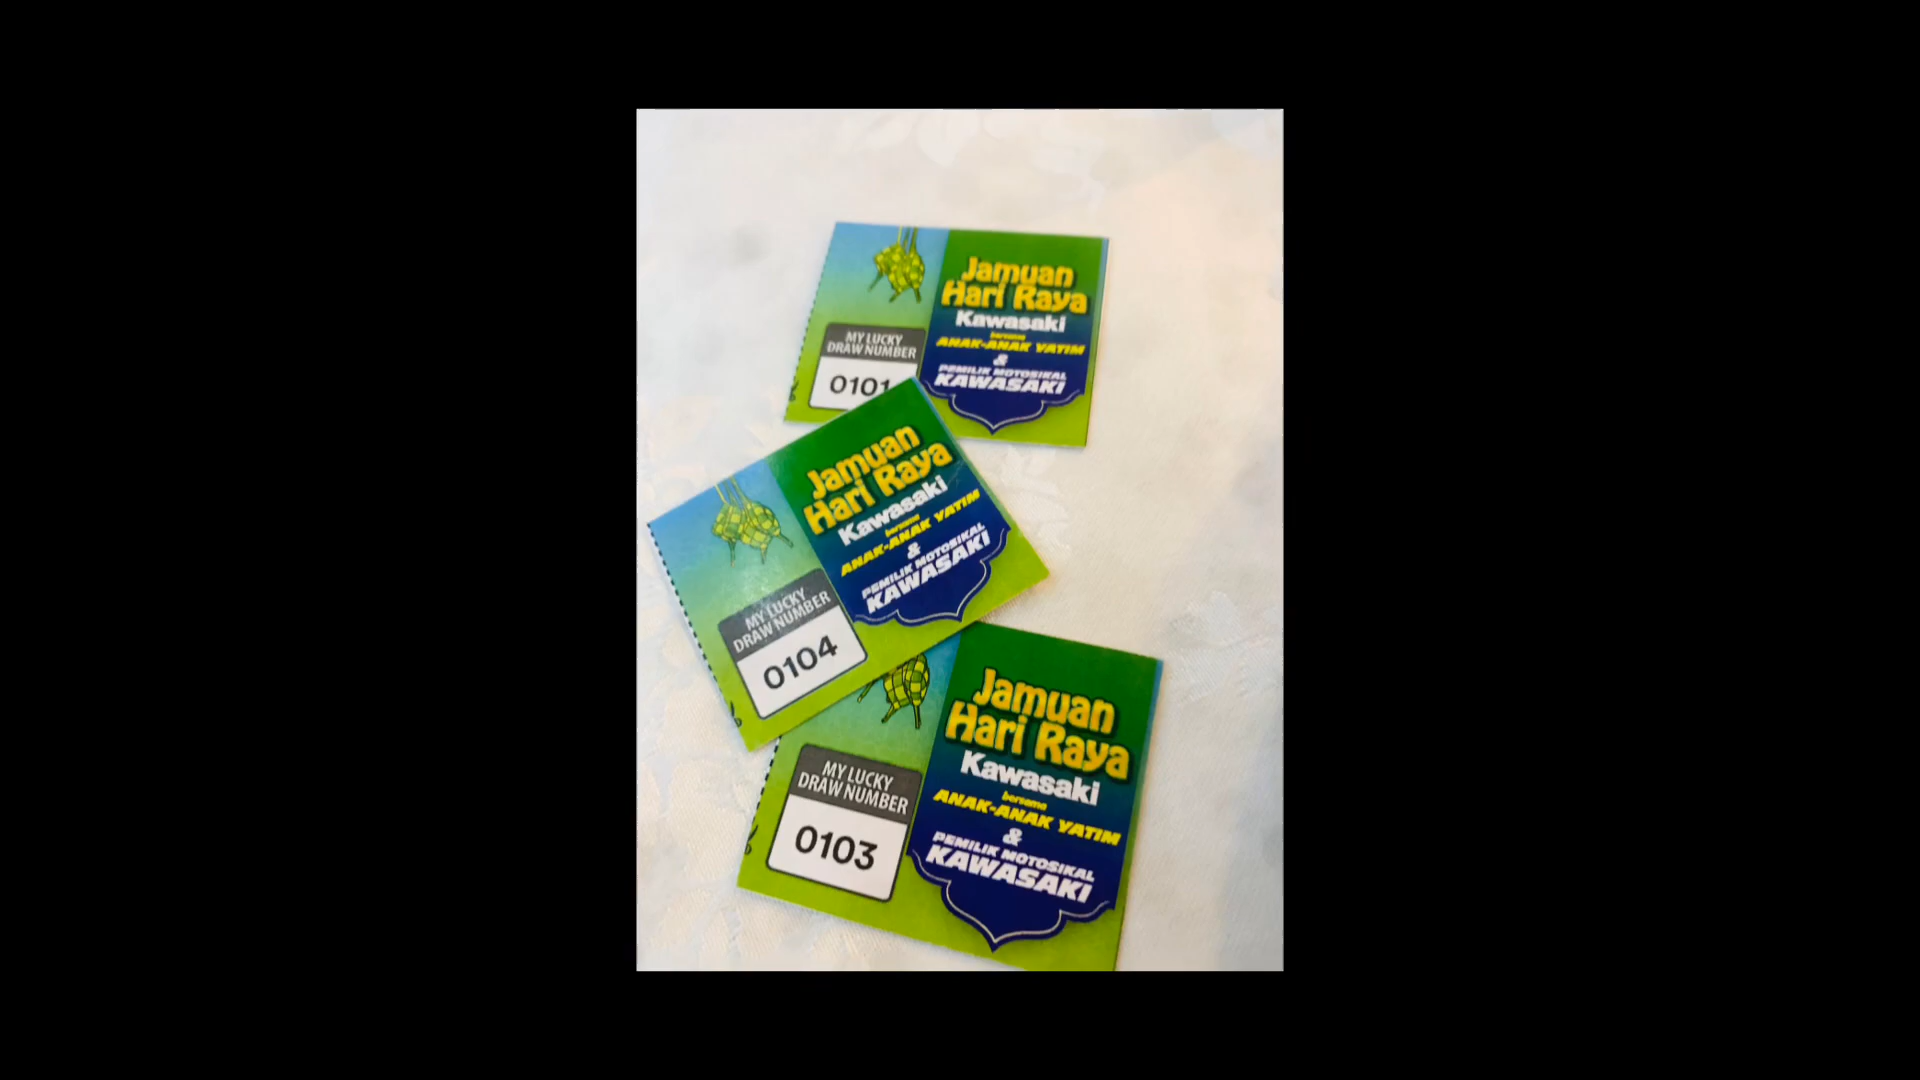 Jamuan
Hari Raya
Kawasaki
bersama
ANAK-ANAK YATIM
&
PEMILIK MOTOSIKAL
KAWASAKI
MY LUCKY
DRAW NUMBER
0101
Jamuan
Hari Raya
Kawasaki
bersama
ANAK-ANAK YATIM
&
PEMILIK MOTOSIKAL
KAWASAKI
MY LUCKY
DRAW NUMBER
0104
Jamuan
Hari Raya
Kawasaki
bersama
ANAK-ANAK YATIM
&
PEMILIK MOTOSIKAL
KAWASAKI
MY LUCKY
DRAW NUMBER
0103